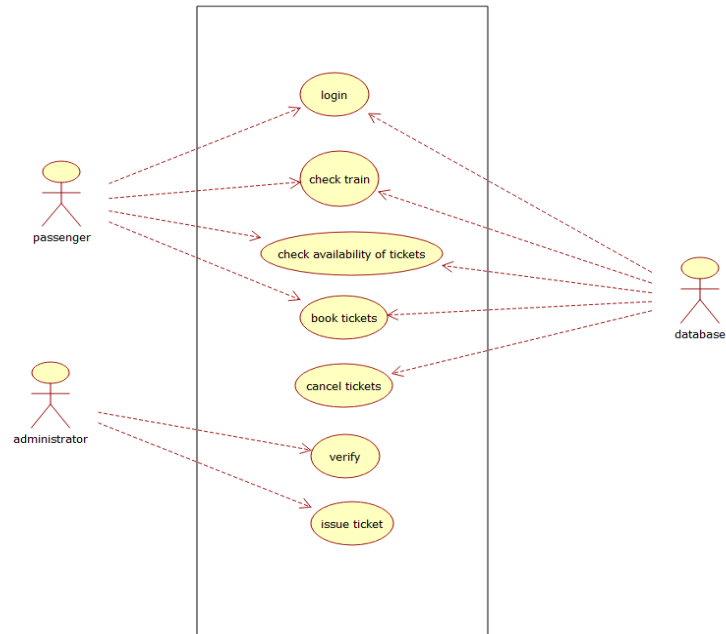 login
check train
passenger
check availability of tickets
book tickets
database
cancel tickets
administrator
verify
issue ticket